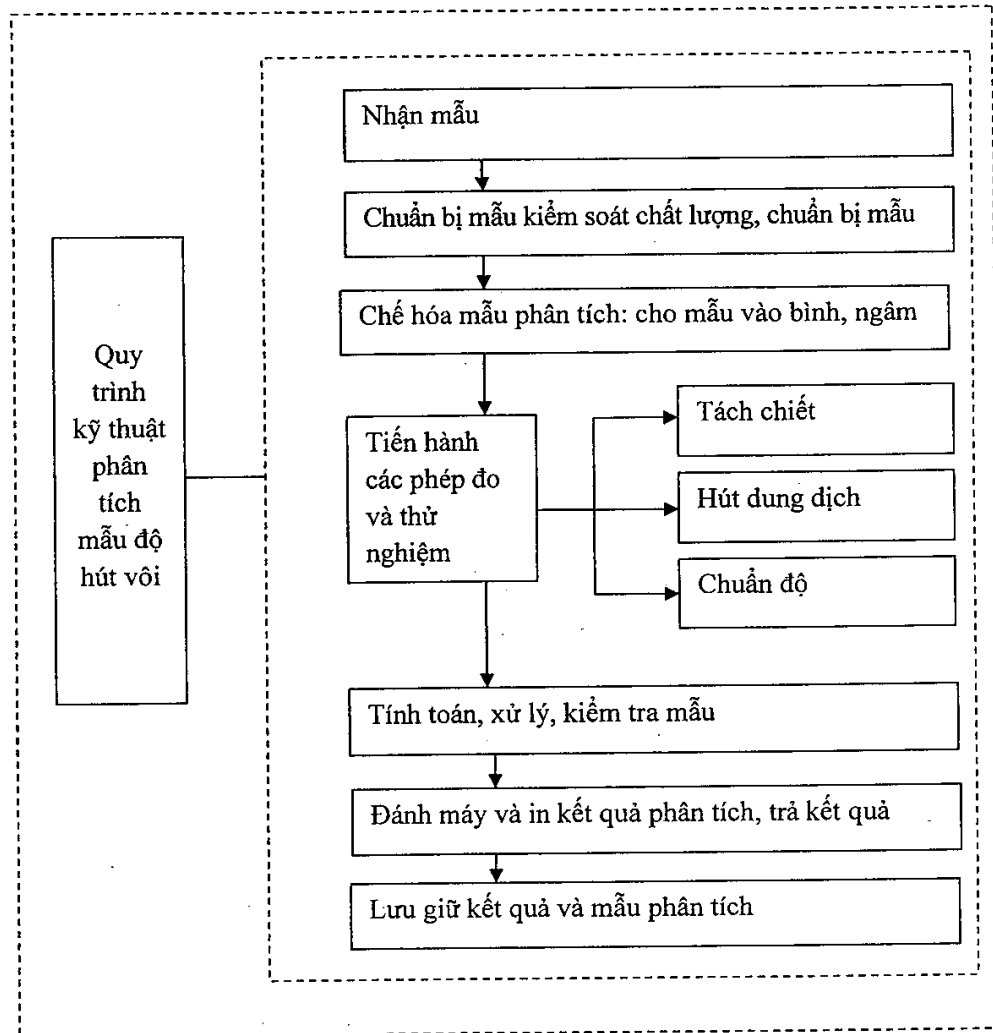 Nhận mẫu
Chuẩn bị mẫu kiểm soát chất lượng, chuẩn bị mẫu
Chế hóa mẫu phân tích: cho mẫu vào bình, ngâm
Quy
trình
kỹ thuật
phân
tích
mẫu độ
hút vôi
Tiến hành
các phép đo
và thử
nghiệm
Tách chiết
Hút dung dịch
Chuẩn độ
Tính toán, xử lý, kiểm tra mẫu
Đánh máy và in kết quả phân tích, trả kết quả
Lưu giữ kết quả và mẫu phân tích